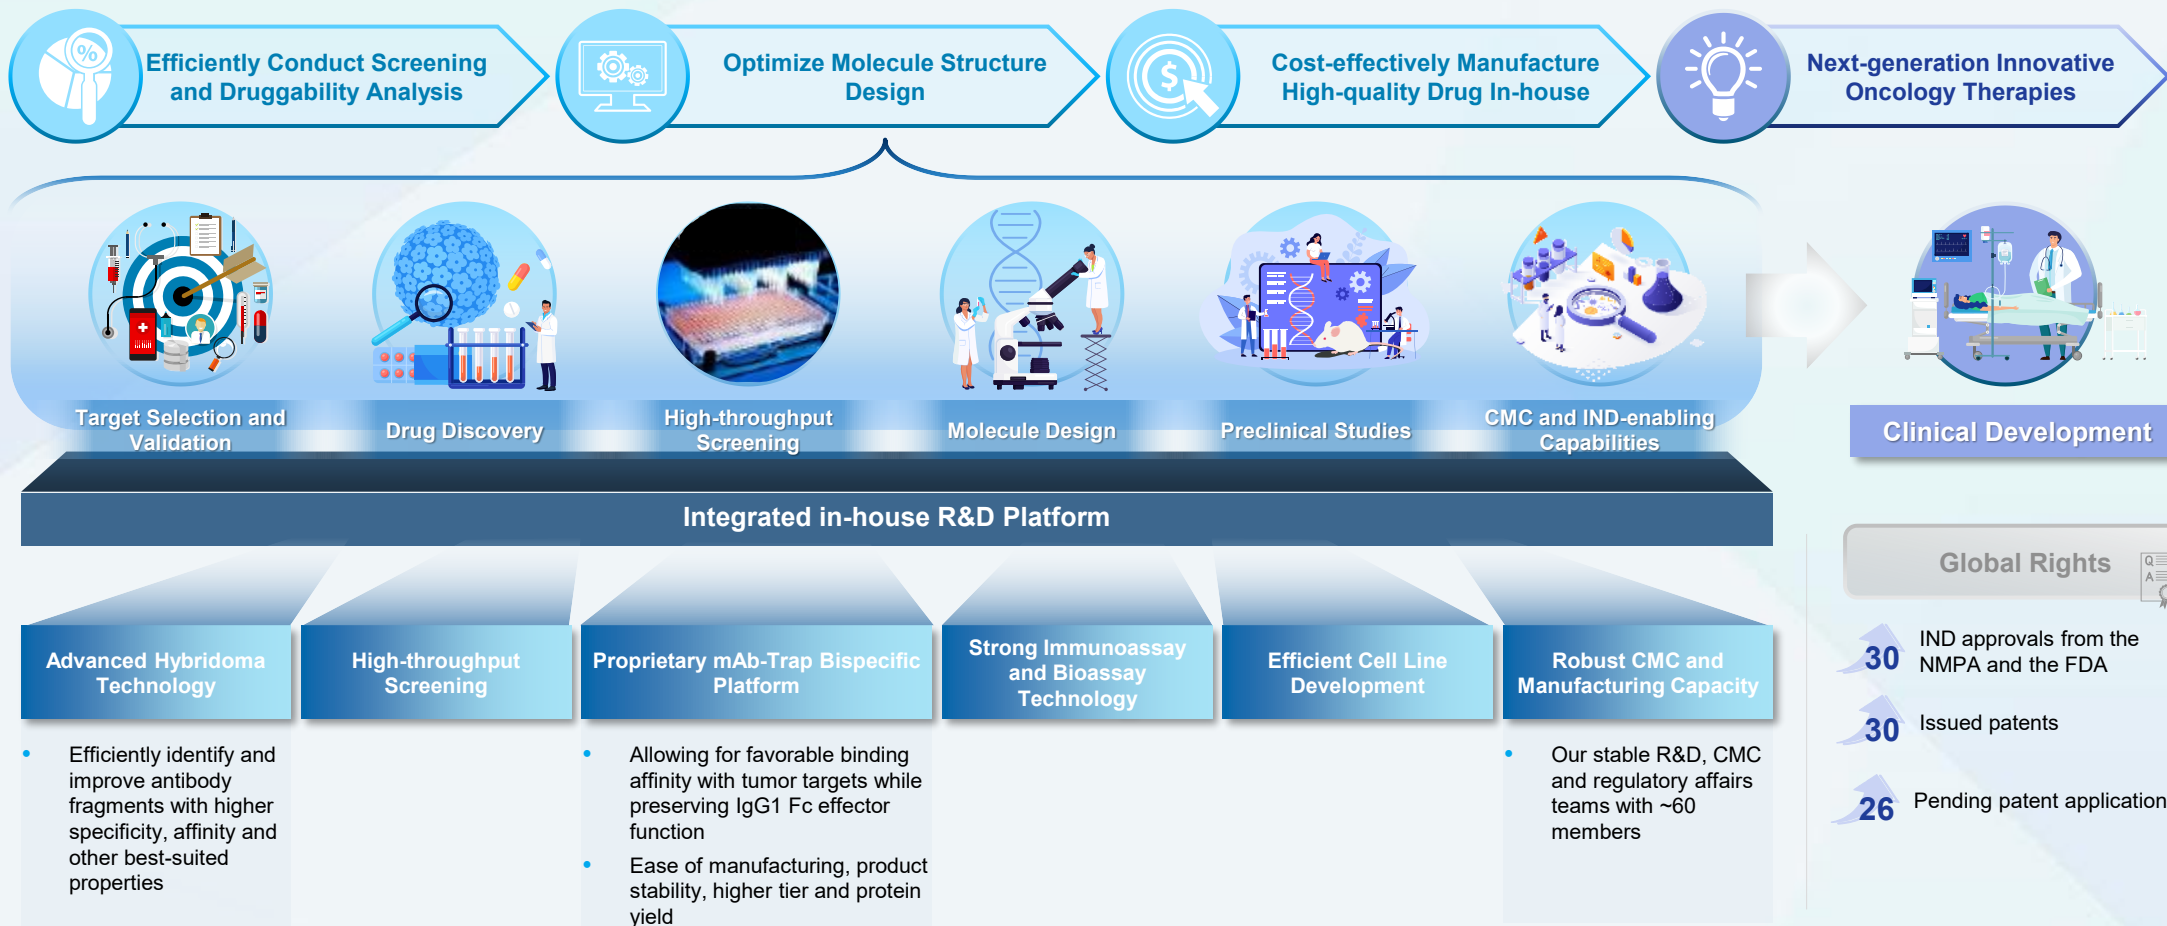 Efficiently Conduct Screening
and Druggability Analysis
Optimize Molecule Structure
Design
Cost-effectively Manufacture
High-quality Drug In-house
Next-generation Innovative
Oncology Therapies
Target Selection and
Validation
Drug Discovery
High-throughput
Screening
Molecule Design
Preclinical Studies
CMC and IND-enabling
Capabilities
Clinical Development
Integrated in-house R&D Platform
Advanced Hybridoma
Technology
Efficiently identify and
improve antibody
fragments with higher
specificity, affinity and
other best-suited
properties
High-throughput
Screening
Proprietary mAb-Trap Bispecific
Platform
Allowing for favorable binding
affinity with tumor targets while
preserving IgG1 Fc effector
function
Ease of manufacturing, product
stability, higher tier and protein
yield
Strong Immunoassay
and Bioassay
Technology
Efficient Cell Line
Development
Robust CMC and
Manufacturing Capacity
Our stable R&D, CMC
and regulatory affairs
teams with ~60
members
Global Rights
Q
A
30 IND approvals from the
NMPA and the FDA
30 Issued patents
26 Pending patent application